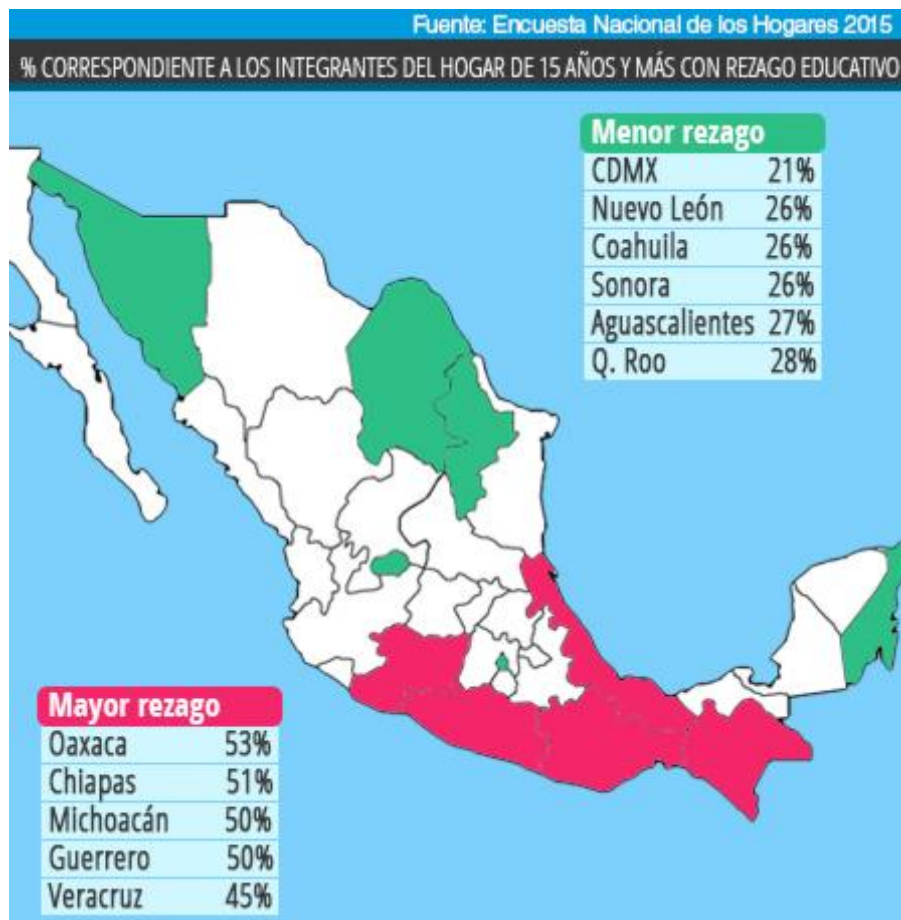 Fuente: Encuesta Nacional de los Hogares 2015
% CORRESPONDIENTE A LOS INTEGRANTES DEL HOGAR DE 15 AÑOS Y MÁS CON REZAGO EDUCATIVO
Menor rezago
CDMX 21%
Nuevo León 26%
Coahuila 26%
Sonora 26%
Aguascalientes 27%
Q. Roo 28%
Mayor rezago
Oaxaca 53%
Chiapas 51%
Michoacán 50%
Guerrero 50%
Veracruz 45%